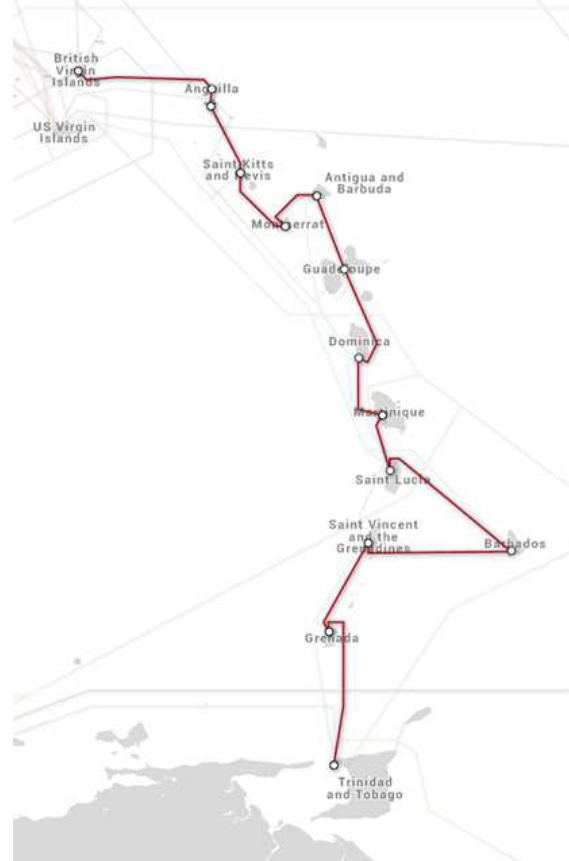 British
Virgin
Islands
Anguilla
US Virgin
Islands
Saint Kitts
and Nevis
Antigua and
Barbuda
Montserrat
Guadeloupe
Dominica
Martinique
Saint Lucia
Saint Vincent
and the
Grenadines
Barbados
Grenada
Trinidad
and Tobago